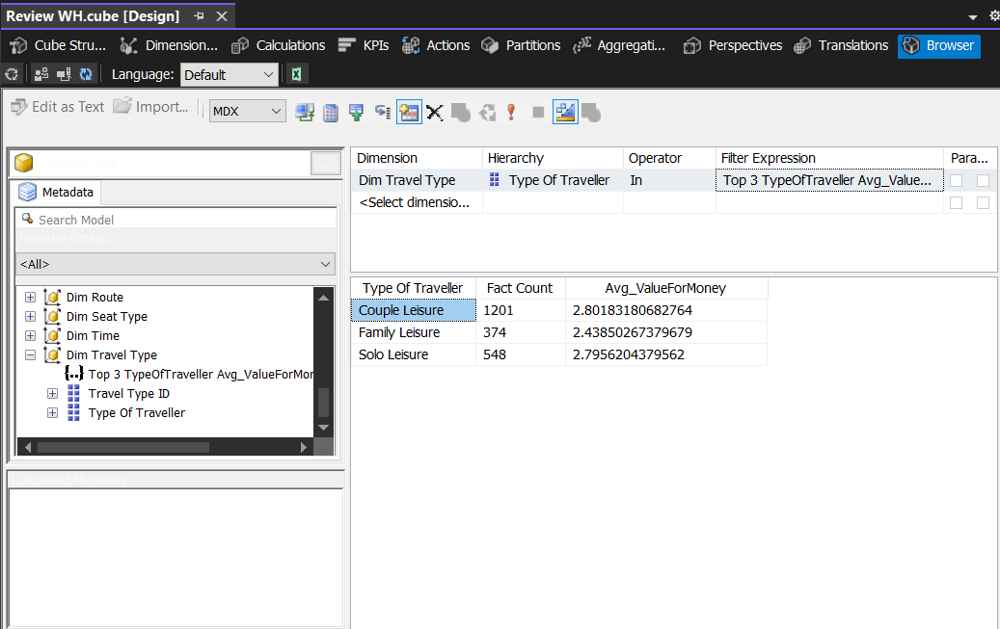 Review WH.cube [Design]
Cube Stru... Dimension... Calculations KPIs Actions Partitions Aggregati... Perspectives Translations Browser
Language: Default
Edit as Text Import... MDX
Review WH ...
Metadata
Search Model
Measure Group:
<All>
Dim Route
Dim Seat Type
Dim Time
Dim Travel Type
Top 3 TypeOfTraveller Avg_ValueForMon
Travel Type ID
Type Of Traveller
Calculated Members
Dimension Hierarchy Operator Filter Expression Para...
Dim Travel Type Type Of Traveller In Top 3 TypeOfTraveller Avg_Value...
<Select dimensio...
Type Of Traveller Fact Count Avg_ValueForMoney
Couple Leisure 1201 2.80183180682764
Family Leisure 374 2.43850267379679
Solo Leisure 548 2.7956204379562